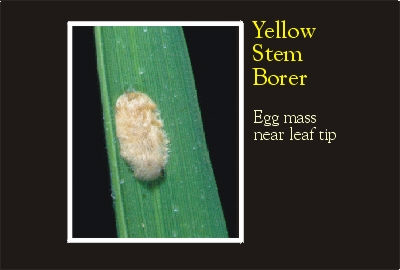 Yellow
Stem
Borer
Egg mass
near leaf tip